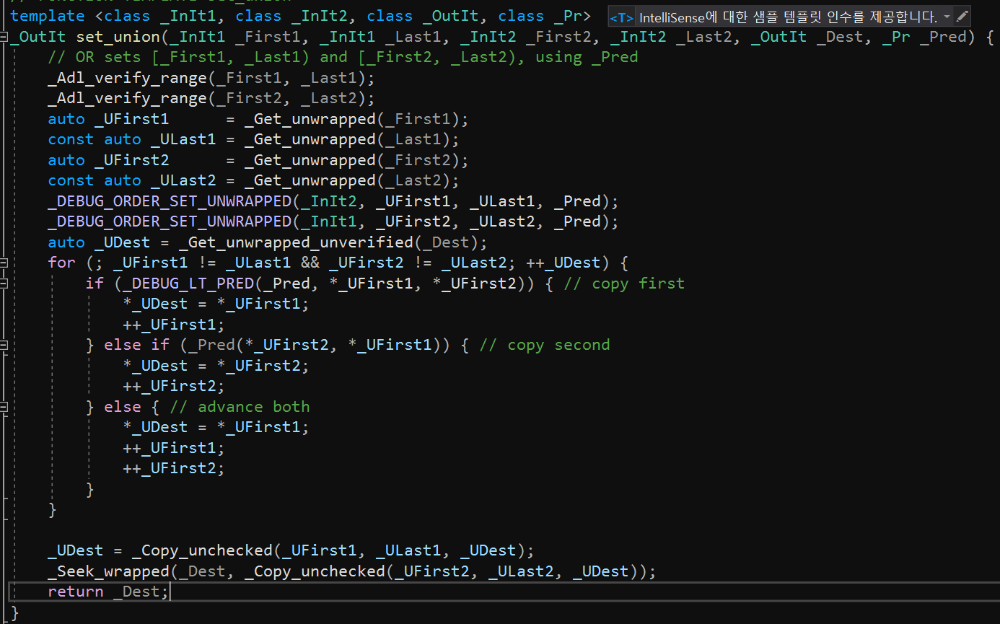 template <class _InIt1, class _InIt2, class _OutIt, class _Pr> <T> IntelliSense에 대한 샘플 템플릿 인수를 제공합니다.
_OutIt set_union(_InIt1 _First1, _InIt1 _Last1, _InIt2 _First2, _InIt2 _Last2, _OutIt _Dest, _Pr _Pred) {
// OR sets [_First1, _Last1) and [_First2, _Last2), using _Pred
_Adl_verify_range(_First1, _Last1);
_Adl_verify_range(_First2, _Last2);
auto _UFirst1 = _Get_unwrapped(_First1);
const auto _ULast1 = _Get_unwrapped(_Last1);
auto _UFirst2 = _Get_unwrapped(_First2);
const auto _ULast2 = _Get_unwrapped(_Last2);
_DEBUG_ORDER_SET_UNWRAPPED(_InIt2, _UFirst1, _ULast1, _Pred);
_DEBUG_ORDER_SET_UNWRAPPED(_InIt1, _UFirst2, _ULast2, _Pred);
auto _UDest = _Get_unwrapped_unverified(_Dest);
for (; _UFirst1 != _ULast1 && _UFirst2 != _ULast2; ++_UDest) {
if (_DEBUG_LT_PRED(_Pred, *_UFirst1, *_UFirst2)) { // copy first
*_UDest = *_UFirst1;
++_UFirst1;
} else if (_Pred(*_UFirst2, *_UFirst1)) { // copy second
*_UDest = *_UFirst2;
++_UFirst2;
} else { // advance both
*_UDest = *_UFirst1;
++_UFirst1;
++_UFirst2;
}
}
_UDest = _Copy_unchecked(_UFirst1, _ULast1, _UDest);
_Seek_wrapped(_Dest, _Copy_unchecked(_UFirst2, _ULast2, _UDest));
return _Dest;
}